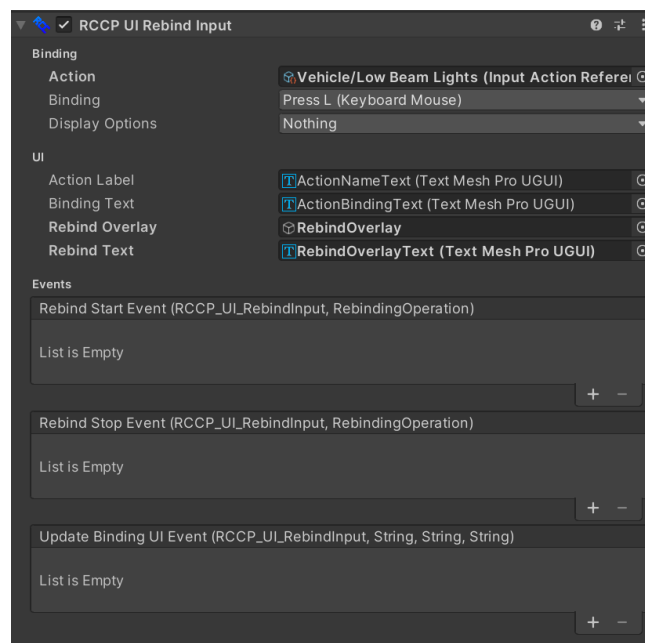 RCCP UI Rebind Input
Binding
Action Vehicle/Low Beam Lights (Input Action Referen
Binding Press L (Keyboard Mouse)
Display Options Nothing
UI
Action Label ActionNameText (Text Mesh Pro UGUI)
Binding Text ActionBindingText (Text Mesh Pro UGUI)
Rebind Overlay RebindOverlay
Rebind Text RebindOverlayText (Text Mesh Pro UGUI)
Events
Rebind Start Event (RCCP_UI_RebindInput, RebindingOperation)
List is Empty
+ −
Rebind Stop Event (RCCP_UI_RebindInput, RebindingOperation)
List is Empty
+ −
Update Binding UI Event (RCCP_UI_RebindInput, String, String, String)
List is Empty
+ −